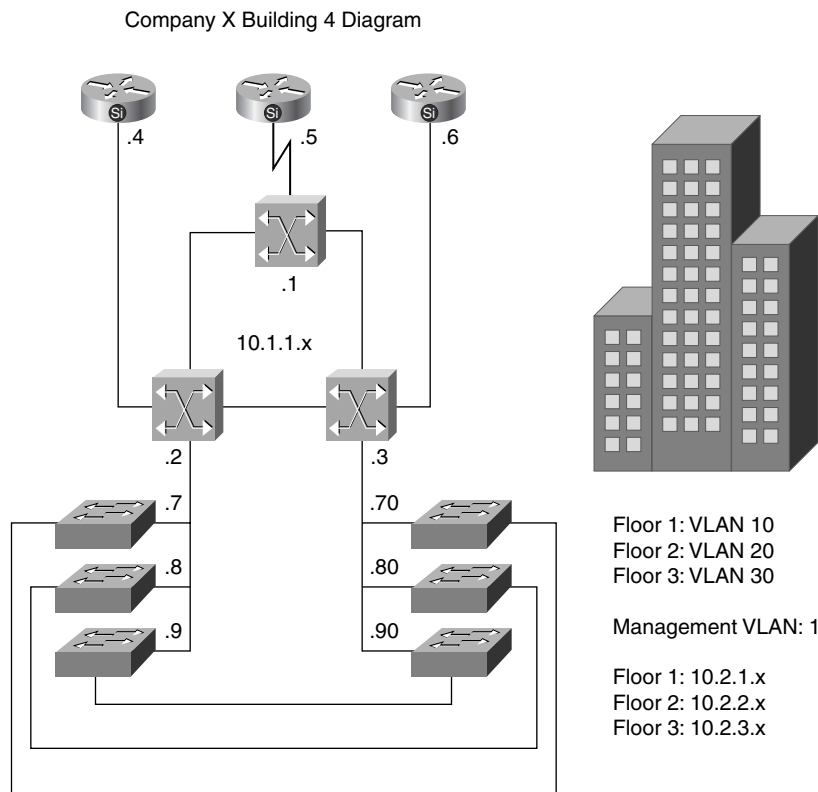 Company X Building 4 Diagram
Si
Si
Si
.4
.5
.6
.1
10.1.1.x
.2
.3
.7
.70
.8
.80
.9
.90
Floor 1: VLAN 10
Floor 2: VLAN 20
Floor 3: VLAN 30
Management VLAN: 1
Floor 1: 10.2.1.x
Floor 2: 10.2.2.x
Floor 3: 10.2.3.x